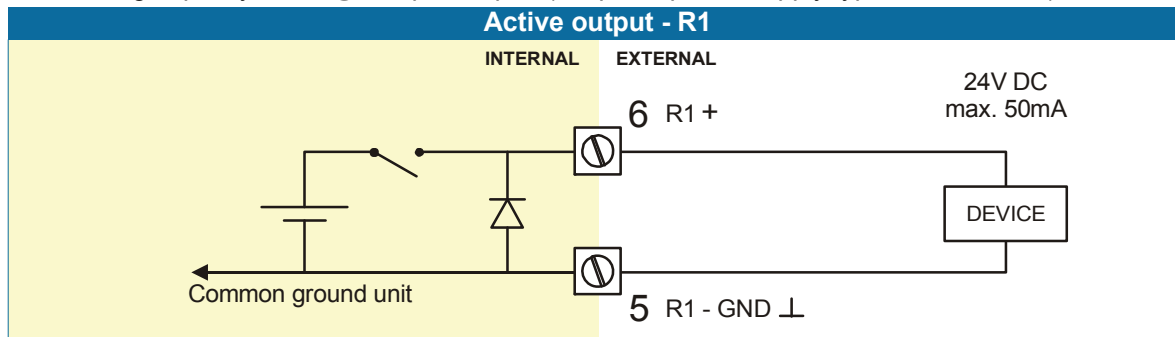 Active output - R1
INTERNAL EXTERNAL
24V DC
max. 50mA
6 R1 +
DEVICE
Common ground unit
5 R1 - GND